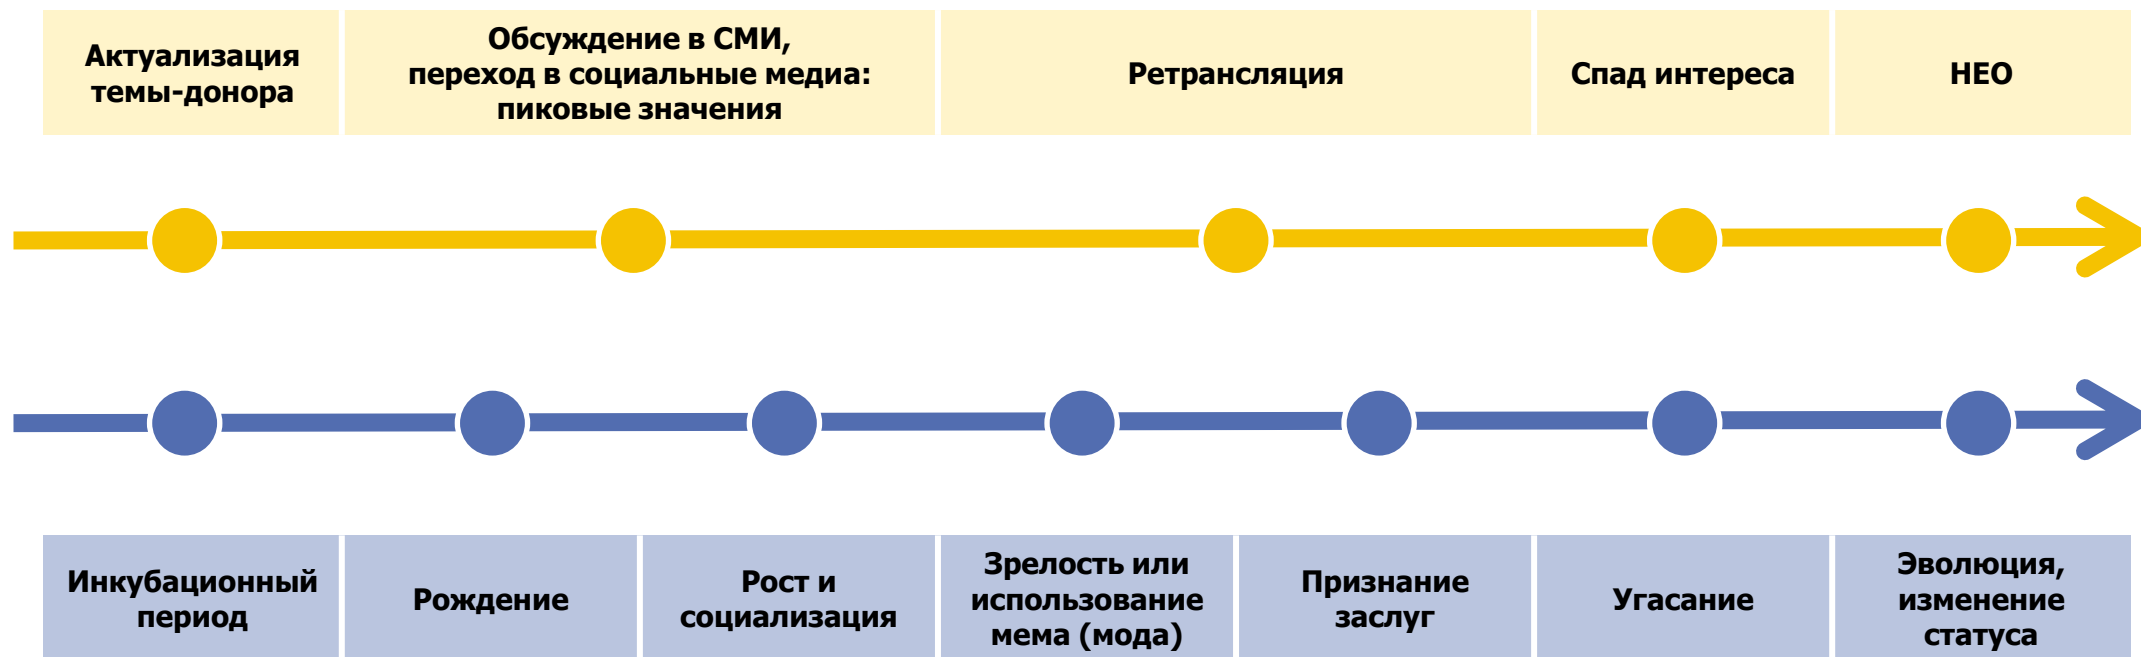 Актуализация
темы-донора
Обсуждение в СМИ,
переход в социальные медиа:
пиковые значения
Ретрансляция
Спад интереса
НЕО
Инкубационный
период
Рождение
Рост и
социализация
Зрелость или
использование
мема (мода)
Признание
заслуг
Угасание
Эволюция,
изменение
статуса